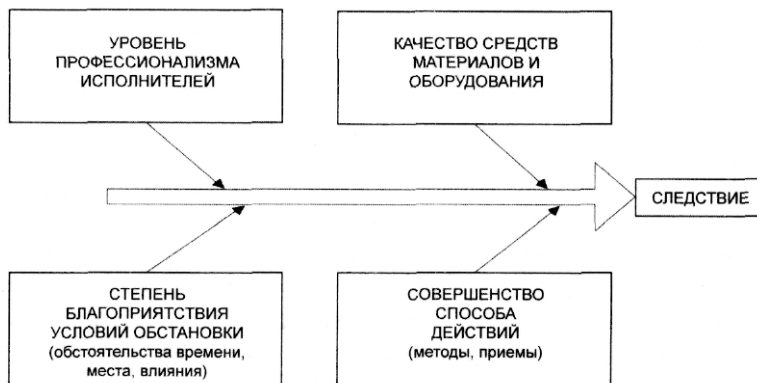 УРОВЕНЬ
ПРОФЕССИОНАЛИЗМА
ИСПОЛНИТЕЛЕЙ
КАЧЕСТВО СРЕДСТВ
МАТЕРИАЛОВ И
ОБОРУДОВАНИЯ
СЛЕДСТВИЕ
СТЕПЕНЬ
БЛАГОПРИЯТСТВИЯ
УСЛОВИЙ ОБСТАНОВКИ
(обстоятельства времени,
места, влияния)
СОВЕРШЕНСТВО
СПОСОБА
ДЕЙСТВИЙ
(методы, приемы)